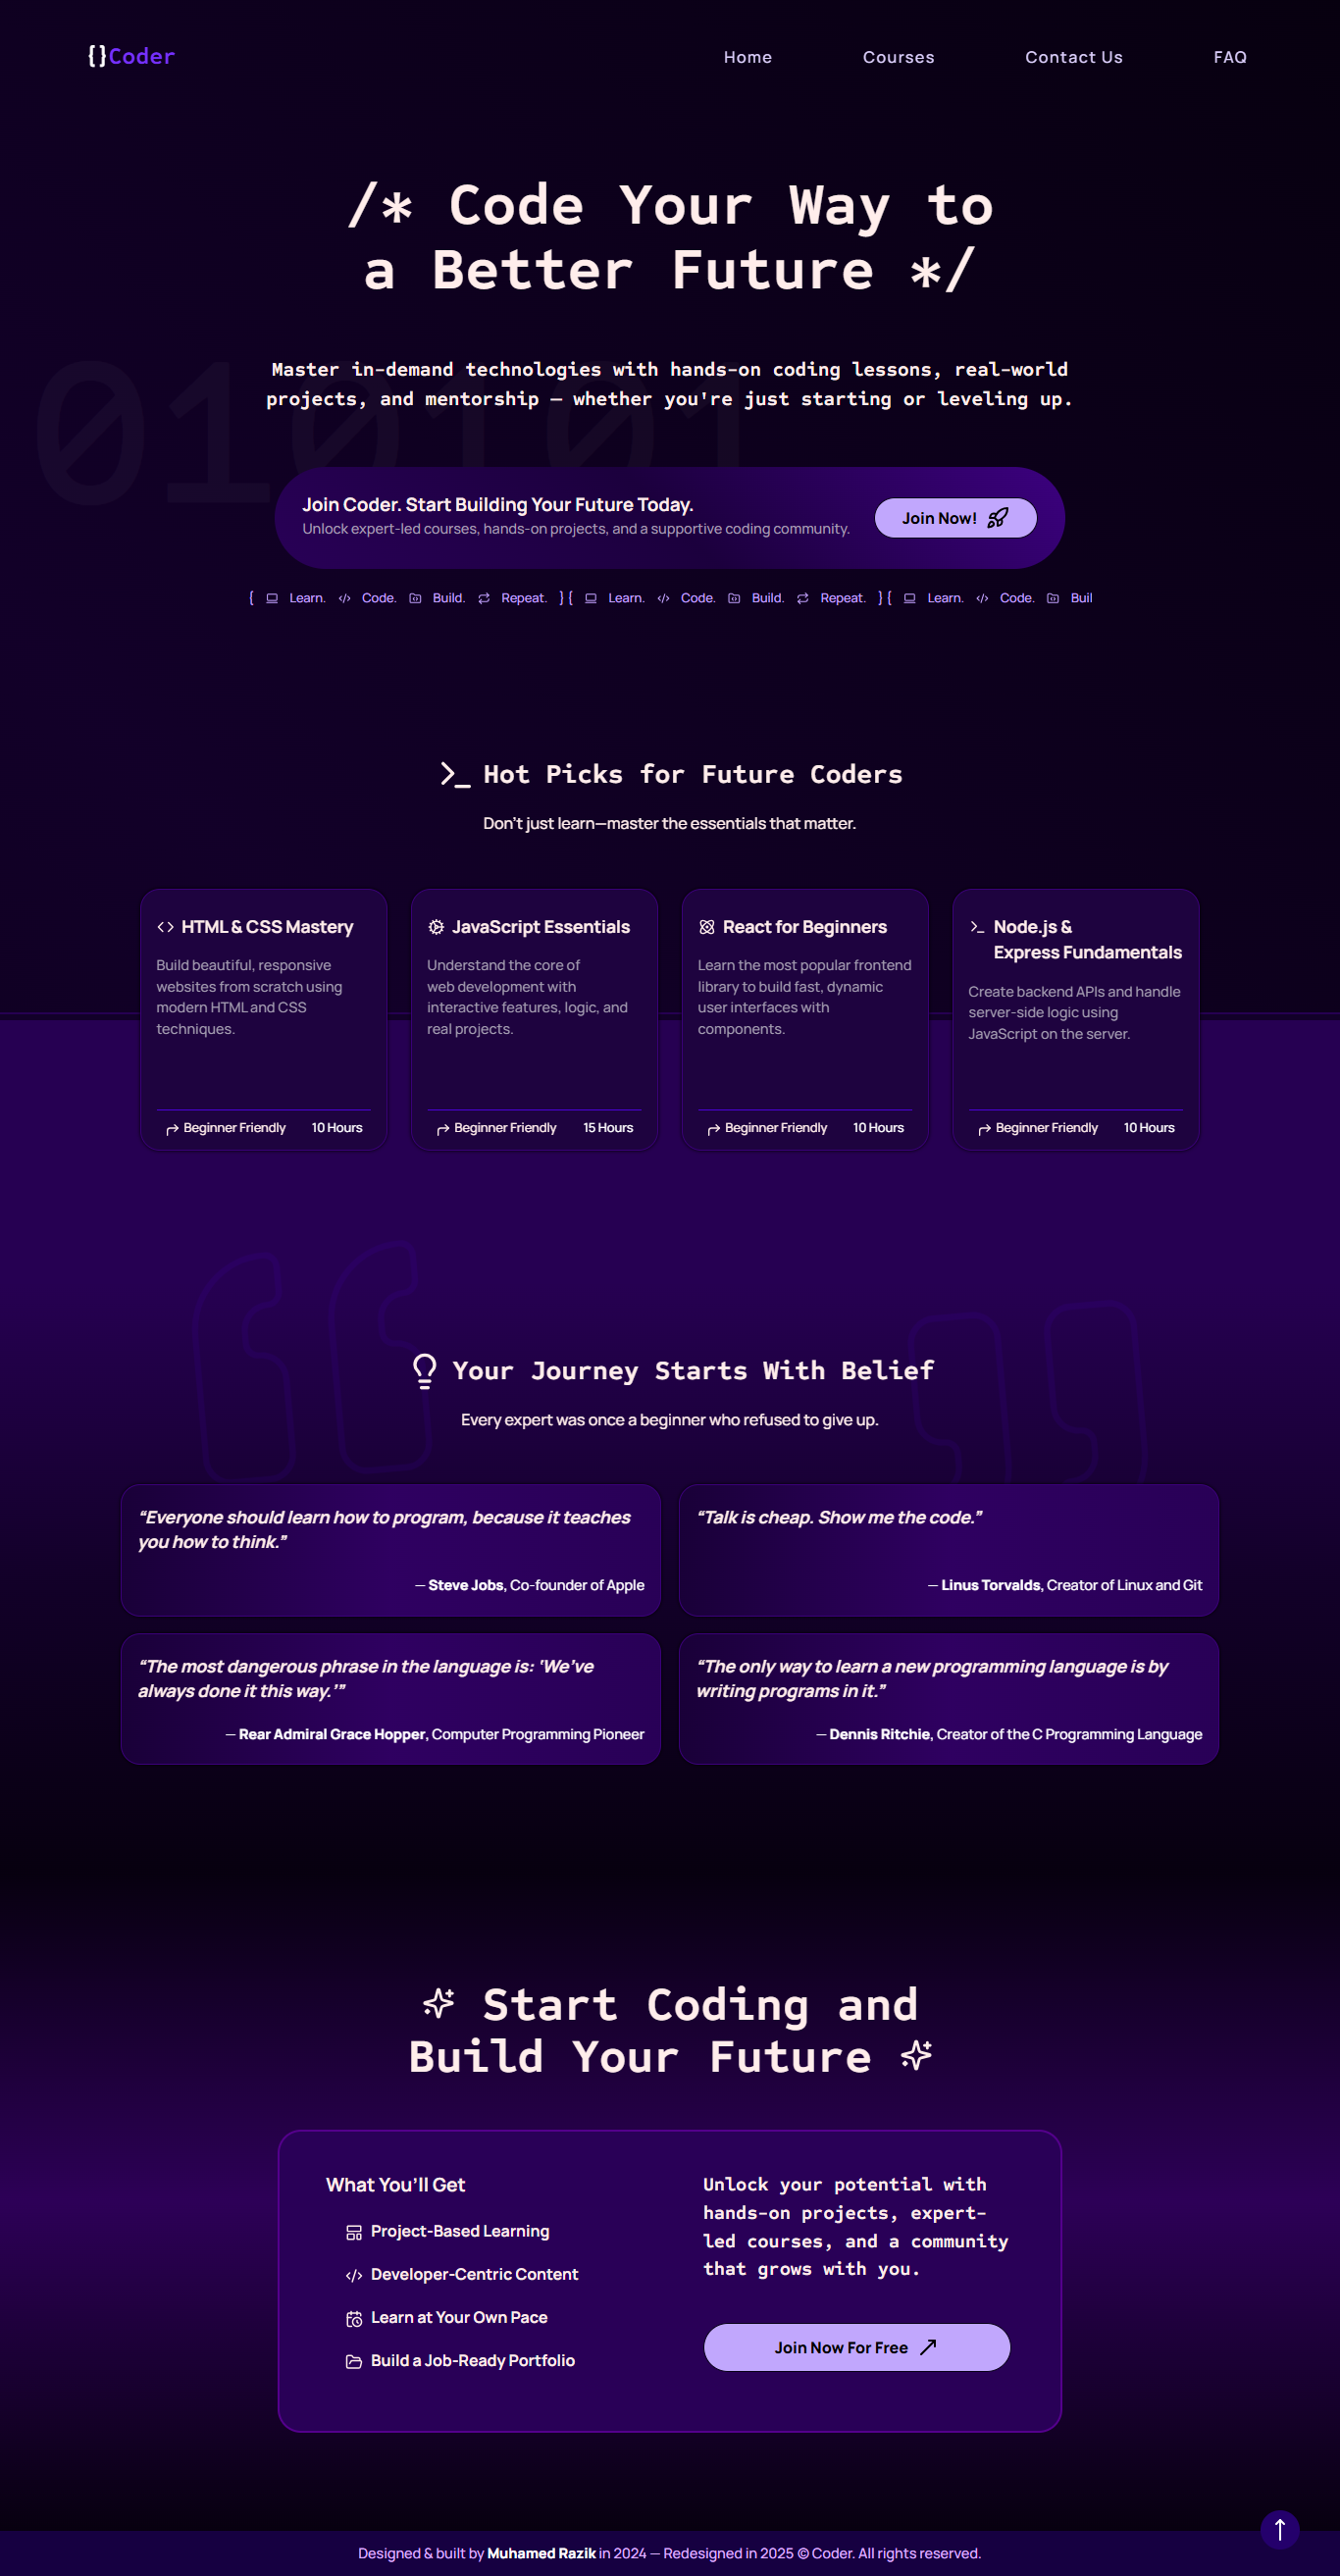 {}Coder
Home
Courses
Contact Us
FAQ
/* Code Your Way to
a Better Future */
010101
Master in-demand technologies with hands-on coding lessons, real-world
projects, and mentorship — whether you're just starting or leveling up.
Join Coder. Start Building Your Future Today.
Unlock expert-led courses, hands-on projects, and a supportive coding community.
Join Now!
{ Learn. Code. Build. Repeat. } { Learn. Code. Build. Repeat. } { Learn. Code. Buil
Hot Picks for Future Coders
Don’t just learn—master the essentials that matter.
HTML & CSS Mastery
Build beautiful, responsive
websites from scratch using
modern HTML and CSS
techniques.
Beginner Friendly
10 Hours
JavaScript Essentials
Understand the core of
web development with
interactive features, logic, and
real projects.
Beginner Friendly
15 Hours
React for Beginners
Learn the most popular frontend
library to build fast, dynamic
user interfaces with
components.
Beginner Friendly
10 Hours
Node.js &
Express Fundamentals
Create backend APIs and handle
server-side logic using
JavaScript on the server.
Beginner Friendly
10 Hours
Your Journey Starts With Belief
Every expert was once a beginner who refused to give up.
“Everyone should learn how to program, because it teaches
you how to think.”
— Steve Jobs, Co-founder of Apple
“Talk is cheap. Show me the code.”
— Linus Torvalds, Creator of Linux and Git
“The most dangerous phrase in the language is: ‘We’ve
always done it this way.’”
— Rear Admiral Grace Hopper, Computer Programming Pioneer
“The only way to learn a new programming language is by
writing programs in it.”
— Dennis Ritchie, Creator of the C Programming Language
Start Coding and
Build Your Future
What You’ll Get
Project-Based Learning
Developer-Centric Content
Learn at Your Own Pace
Build a Job-Ready Portfolio
Unlock your potential with
hands-on projects, expert-
led courses, and a community
that grows with you.
Join Now For Free
Designed & built by Muhamed Razik in 2024 — Redesigned in 2025 © Coder. All rights reserved.